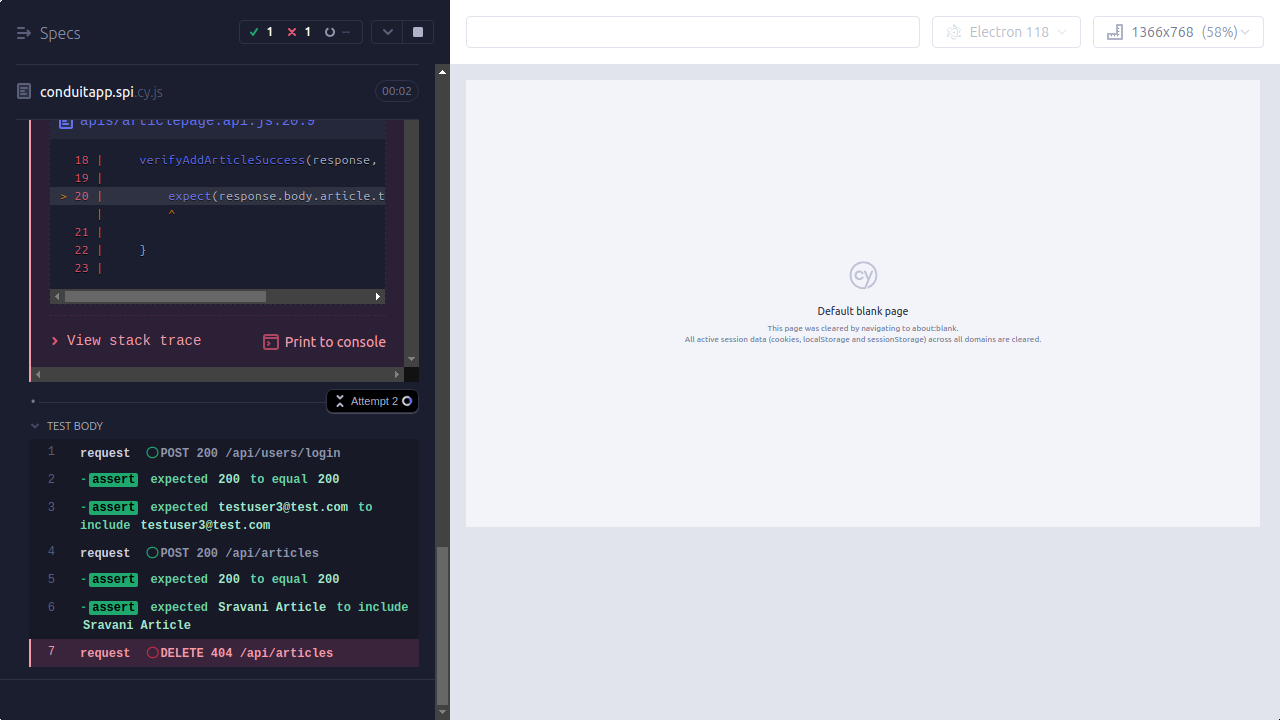 Specs
1
1
--
Electron 118
1366x768 (58%)
conduitapp.spi.cy.js
00:02
apis/articlepage.api.js:20:9
18 | verifyAddArticleSuccess(response,
19 |
> 20 | expect(response.body.article.t
| ^
21 |
22 | }
23 |
View stack trace
Print to console
Attempt 2
TEST BODY
1 request POST 200 /api/users/login
2 -assert expected 200 to equal 200
3 -assert expected testuser3@test.com to
include testuser3@test.com
4 request POST 200 /api/articles
5 -assert expected 200 to equal 200
6 -assert expected Sravani Article to include
Sravani Article
7 request DELETE 404 /api/articles
cy
Default blank page
This page was cleared by navigating to about:blank.
All active session data (cookies, localStorage and sessionStorage) across all domains are cleared.